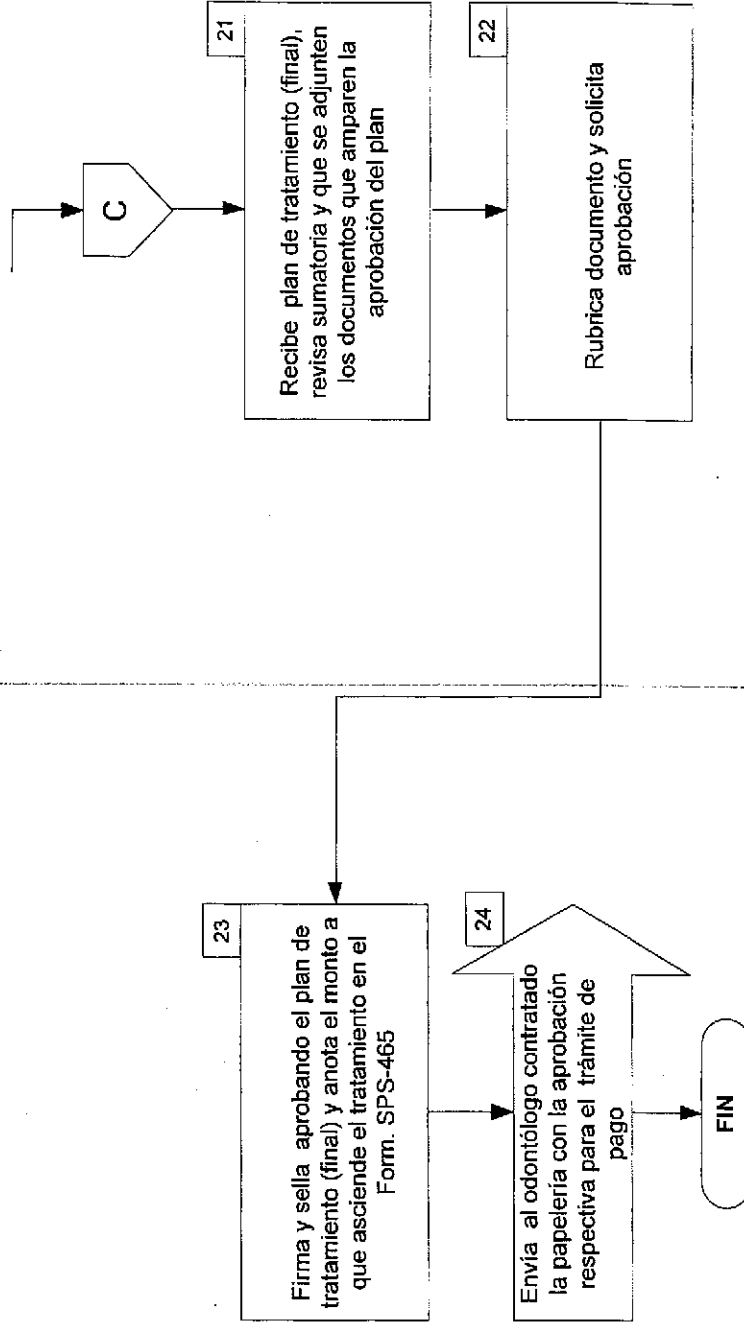 C
21
Recibe plan de tratamiento (final),
revisa sumatoria y que se adjunten
los documentos que amparen la
aprobación del plan
22
Rubrica documento y solicita
aprobación
23
Firma y sella aprobando el plan de
tratamiento (final) y anota el monto a
que asciende el tratamiento en el
Form. SPS-465
24
Envía al odontólogo contratado
la papelería con la aprobación
respectiva para el trámite de
pago
FIN